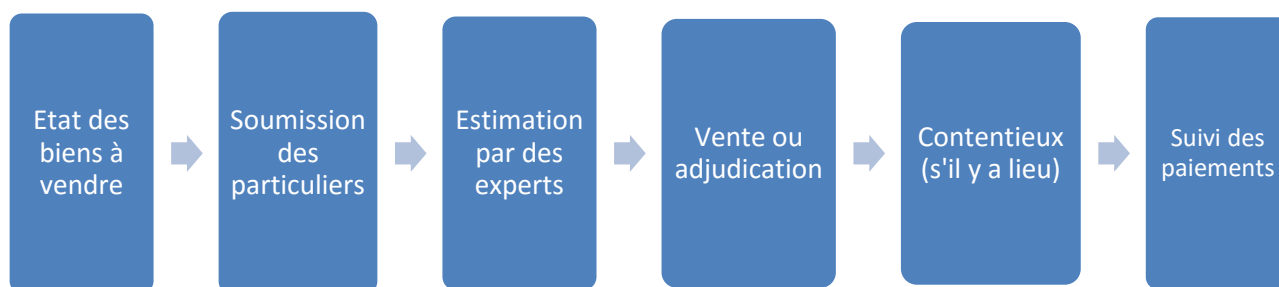 Etat des
biens à
vendre
Soumission
des
particuliers
Estimation
par des
experts
Vente ou
adjudication
Contentieux
(s'il y a lieu)
Suivi des
paiements